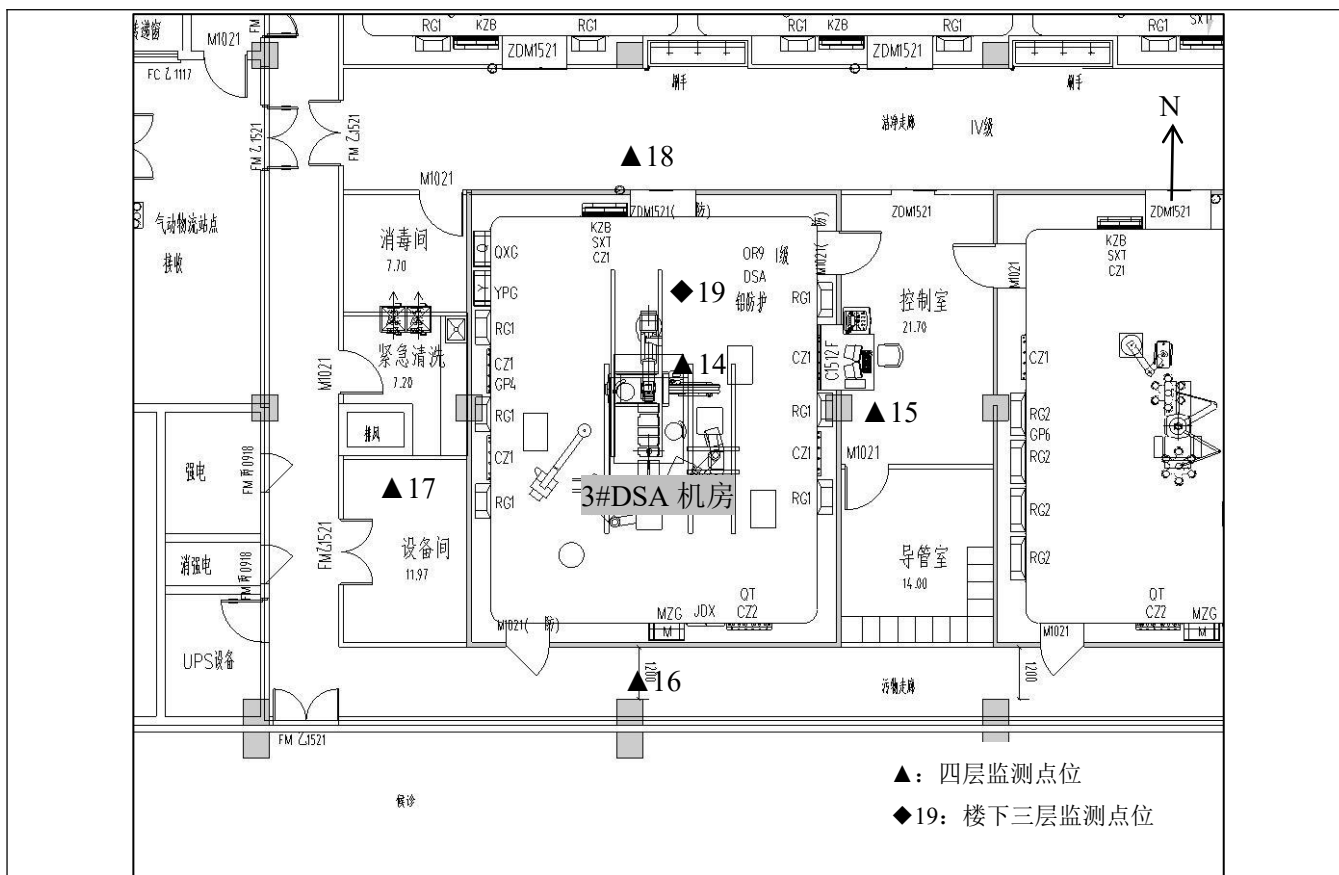 传递窗
M1021
FM
RG1
KZB
RG1
RG1
KZB
RG1
ZDM1521
ZDM1521
FC乙1117
刷手
刷手
N
FM乙1521
FM乙1521
洁净走廊
IV级
▲18
M1021
ZDM1521(防)
ZDM1521
ZDM1521
气动物流站点
接收
消毒间
7.70
QXG
YPG
KZB
SXT
CZ1
OR9 I级
DSA
铅防护
M1021(防)
KZB
SXT
CZ1
M1021
◆19
RG1
RG1
控制室
21.70
紧急清洗
7.20
M1021
CZ1
GP4
▲14
CZ1
C1512F
CZ1
RG1
RG1
▲15
RG2
GP6
排风
M1021
强电
FM丙0918
CZ1
CZ1
RG2
▲17
RG1
3#DSA 机房
RG1
RG2
消强电
FM丙0918
FM乙1521
设备间
11.97
导管室
14.00
RG2
QT
CZ2
MZG
JDX
M
M1021(防)
QT
CZ2
MZG
M
M1021
UPS设备
1200
▲16
污物走廊
1200
FM乙1521
候诊
▲：四层监测点位
◆19：楼下三层监测点位